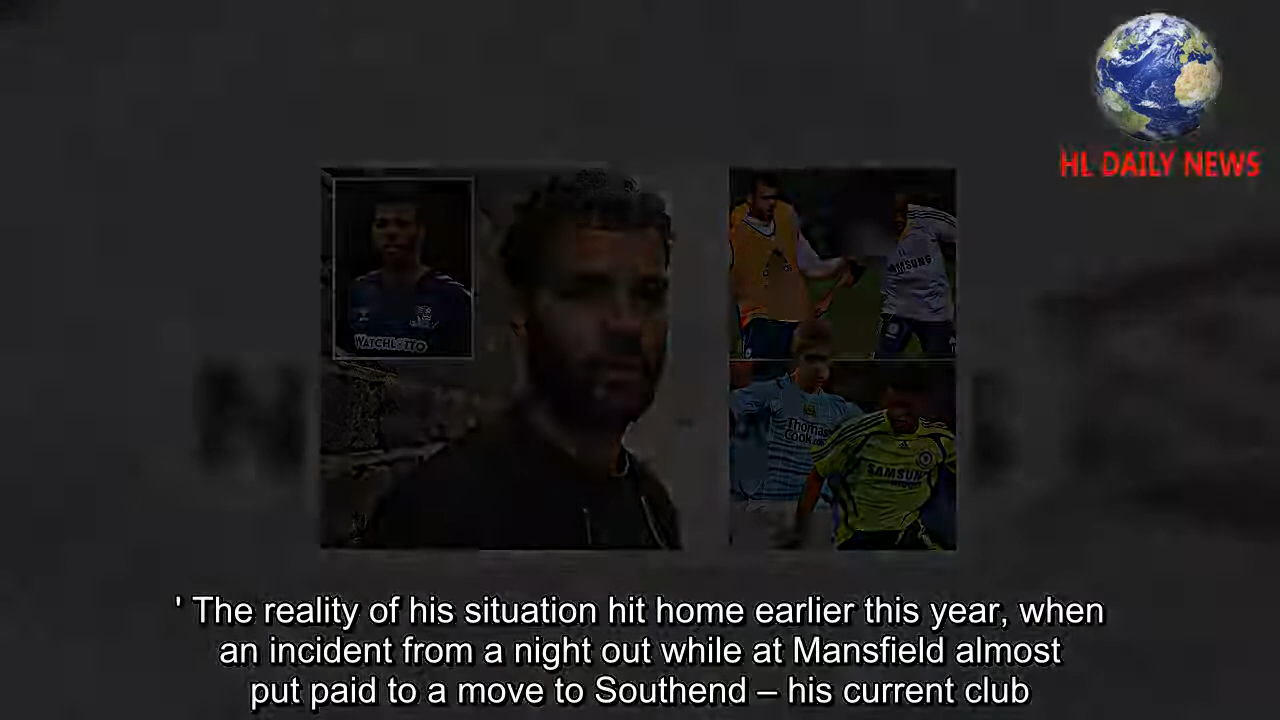 HL DAILY NEWS
SAMSUNG
WATCHLOTTO
Thomas
Cook.com
SAMSUNG
' The reality of his situation hit home earlier this year, when
an incident from a night out while at Mansfield almost
put paid to a move to Southend – his current club